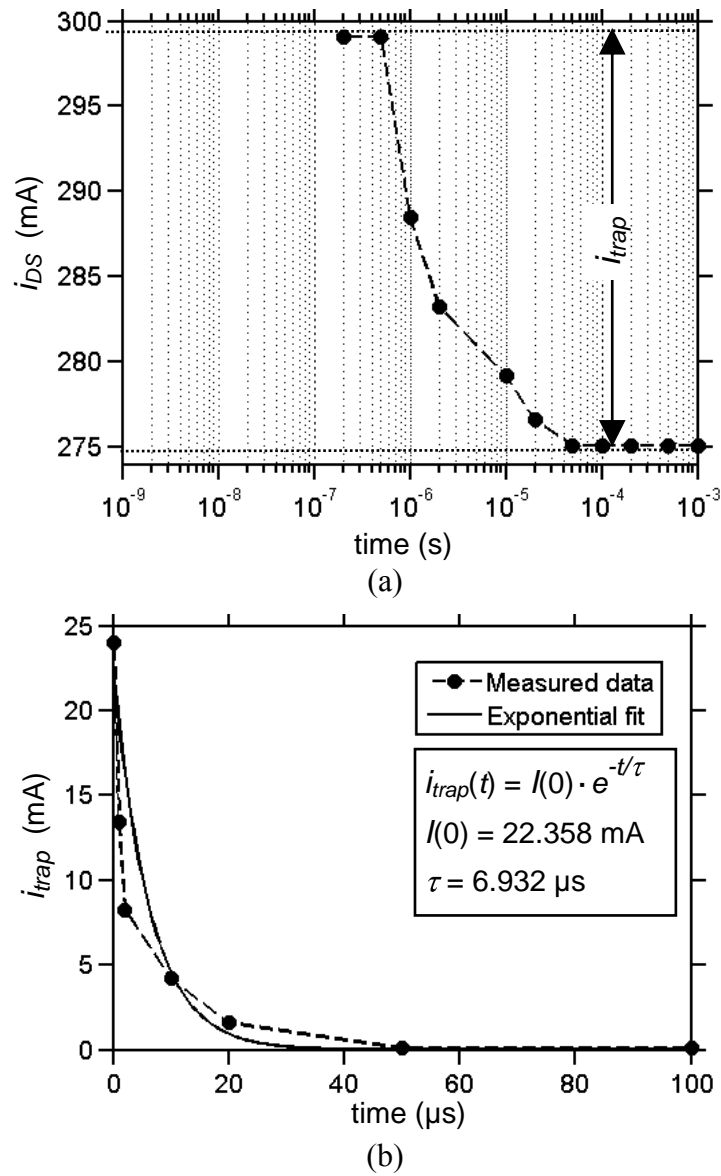 300
295
290
285
280
275
i_DS (mA)
i_trap
10^-9 10^-8 10^-7 10^-6 10^-5 10^-4 10^-3
time (s)
(a)
25
20
15
10
5
0
i_trap (mA)
Measured data
Exponential fit
i_trap(t) = I(0) · e^-t/τ
I(0) = 22.358 mA
τ = 6.932 µs
0 20 40 60 80 100
time (µs)
(b)